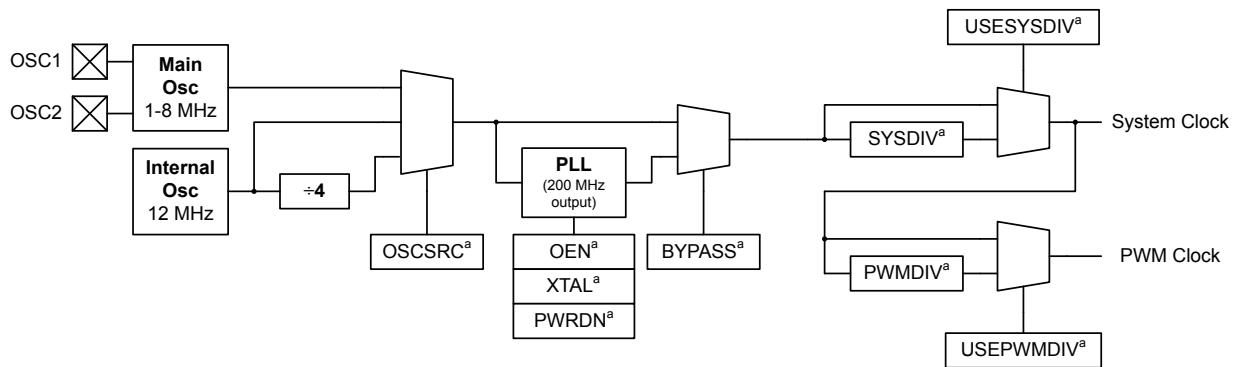 USESYSDIVᵃ
OSC1
OSC2
Main
Osc
1-8 MHz
Internal
Osc
12 MHz
÷4
OSCSRCᵃ
PLL
(200 MHz
output)
OENᵃ
XTALᵃ
PWRDNᵃ
BYPASSᵃ
SYSDIVᵃ
System Clock
PWMDIVᵃ
PWM Clock
USEPWMDIVᵃ